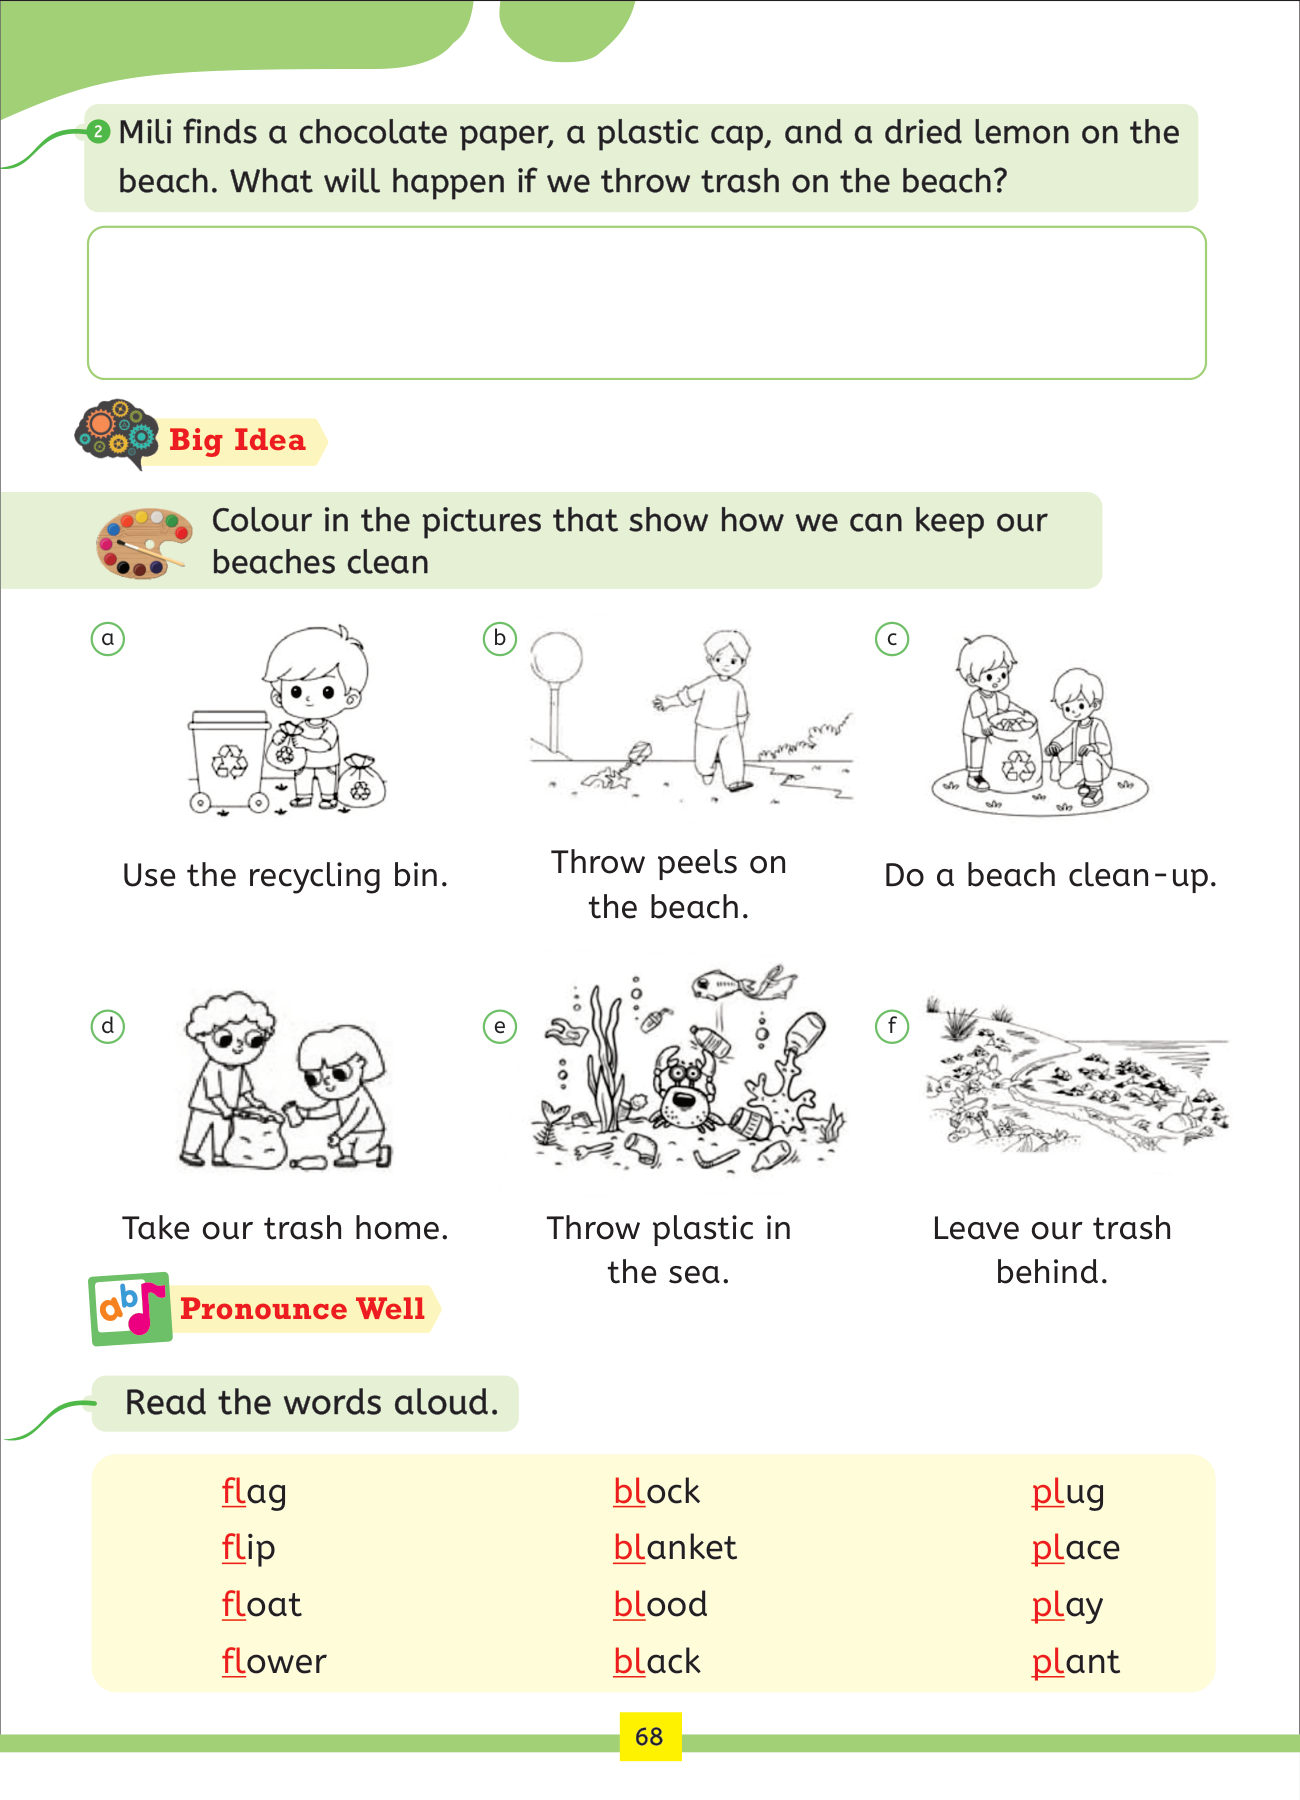 2 Mili finds a chocolate paper, a plastic cap, and a dried lemon on the
beach. What will happen if we throw trash on the beach?
Big Idea
Colour in the pictures that show how we can keep our
beaches clean
a
b
c
Use the recycling bin.
Throw peels on
the beach.
Do a beach clean-up.
d
e
f
Take our trash home.
Throw plastic in
the sea.
Leave our trash
behind.
ab
Pronounce Well
Read the words aloud.
flag block plug
flip blanket place
float blood play
flower black plant
68